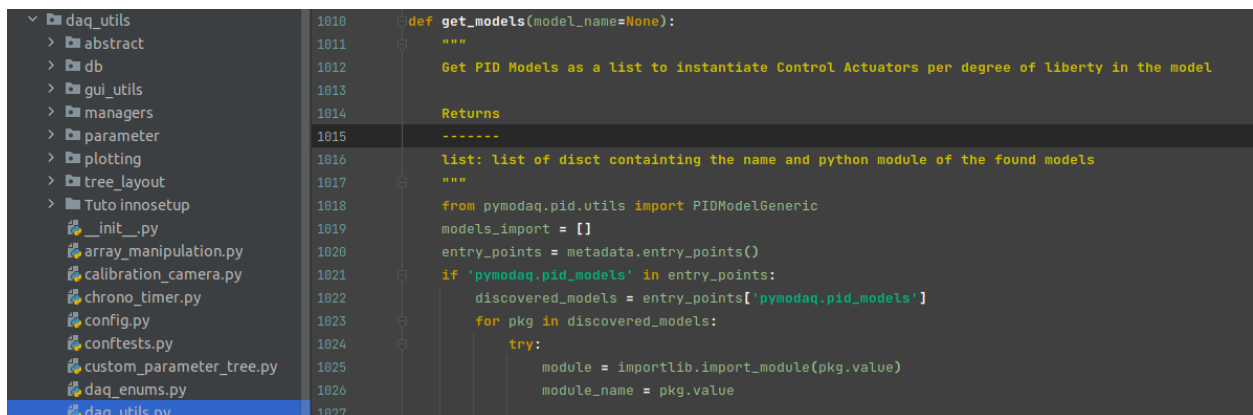 daq_utils
abstract
db
gui_utils
managers
parameter
plotting
tree_layout
Tuto innosetup
__init__.py
array_manipulation.py
calibration_camera.py
chrono_timer.py
config.py
conftests.py
custom_parameter_tree.py
daq_enums.py
daq_utils.py
1010 def get_models(model_name=None):
1011 """
1012 Get PID Models as a list to instantiate Control Actuators per degree of liberty in the model
1013
1014 Returns
1015 -------
1016 list: list of disct containting the name and python module of the found models
1017 """
1018 from pymodaq.pid.utils import PIDModelGeneric
1019 models_import = []
1020 entry_points = metadata.entry_points()
1021 if 'pymodaq.pid_models' in entry_points:
1022 discovered_models = entry_points['pymodaq.pid_models']
1023 for pkg in discovered_models:
1024 try:
1025 module = importlib.import_module(pkg.value)
1026 module_name = pkg.value
1027